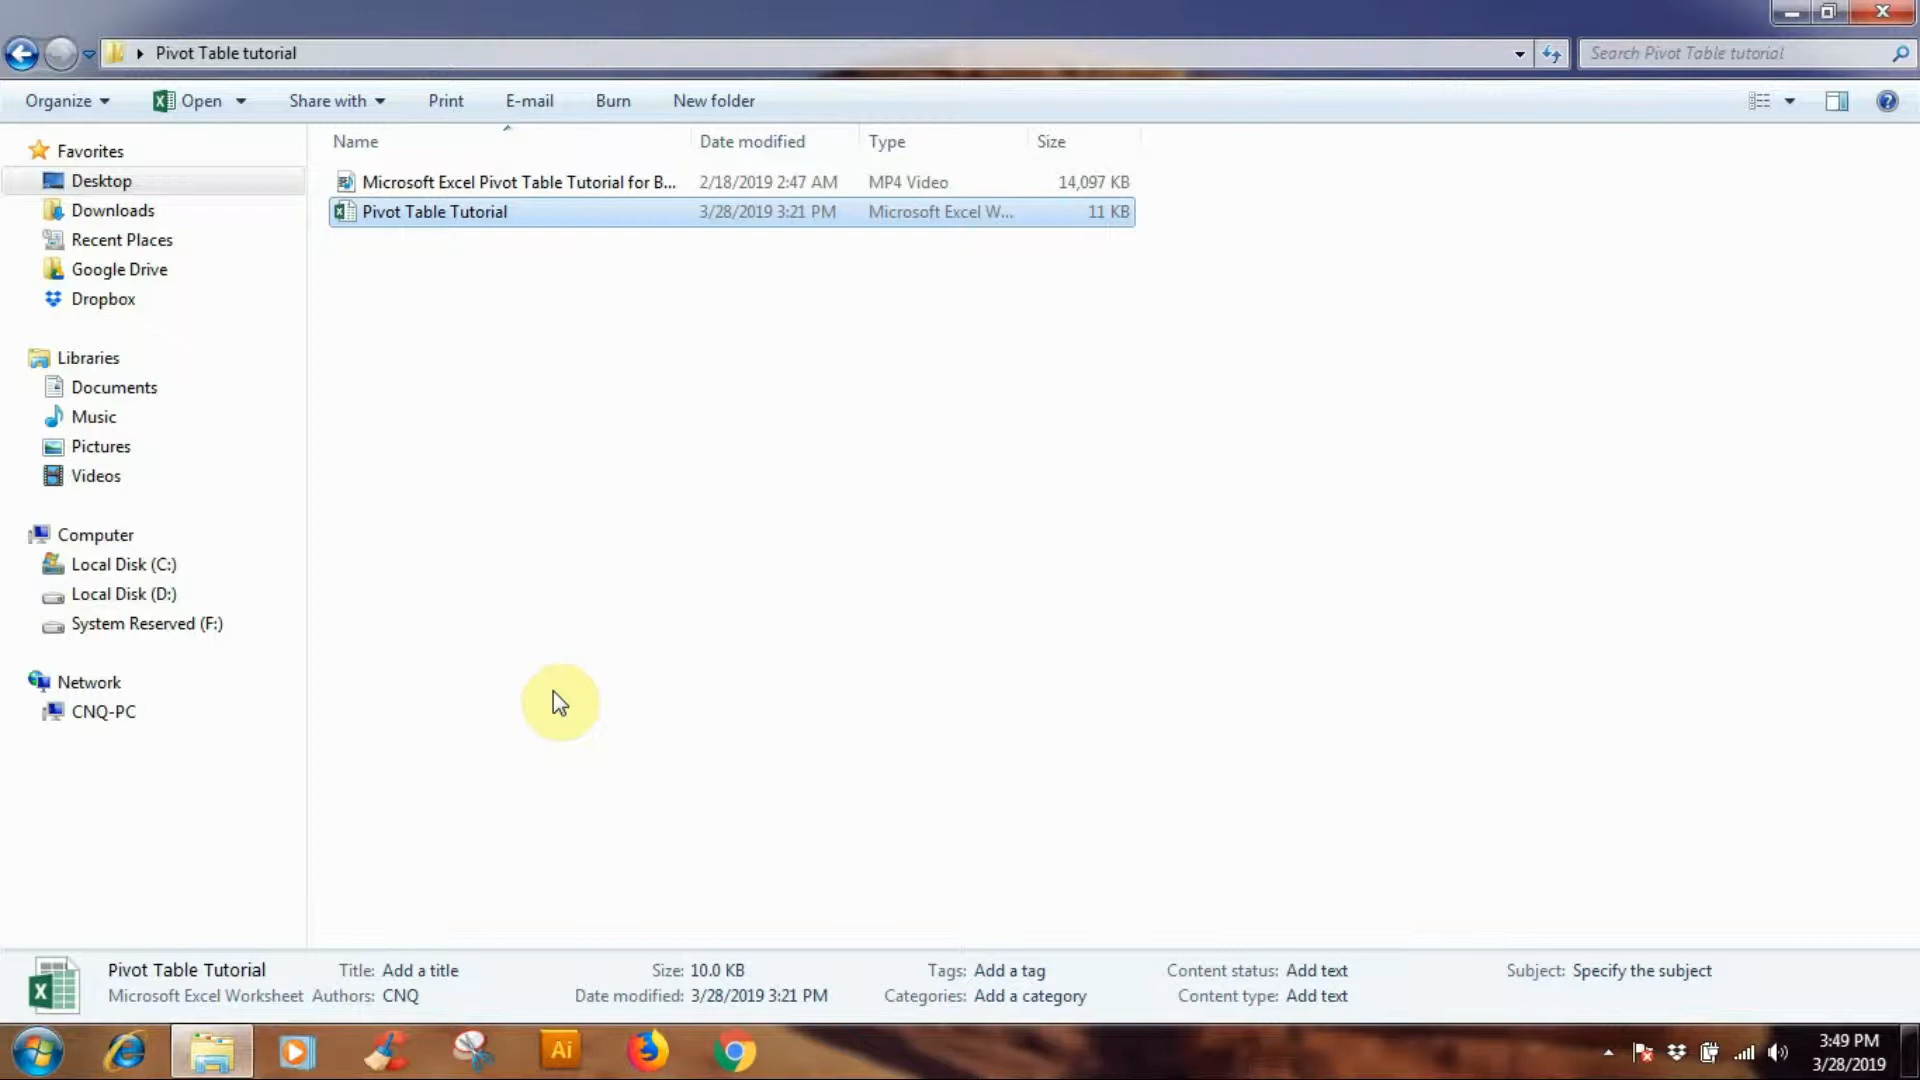 Pivot Table tutorial
Search Pivot Table tutorial
Organize Open Share with Print E-mail Burn New folder
Name Date modified Type Size
Favorites
Desktop
Downloads
Recent Places
Google Drive
Dropbox
Libraries
Documents
Music
Pictures
Videos
Computer
Local Disk (C:)
Local Disk (D:)
System Reserved (F:)
Network
CNQ-PC
Microsoft Excel Pivot Table Tutorial for B... 2/18/2019 2:47 AM MP4 Video 14,097 KB
Pivot Table Tutorial 3/28/2019 3:21 PM Microsoft Excel W... 11 KB
Pivot Table Tutorial Title: Add a title Size: 10.0 KB Tags: Add a tag Content status: Add text Subject: Specify the subject
Microsoft Excel Worksheet Authors: CNQ Date modified: 3/28/2019 3:21 PM Categories: Add a category Content type: Add text
Ai
3:49 PM
3/28/2019